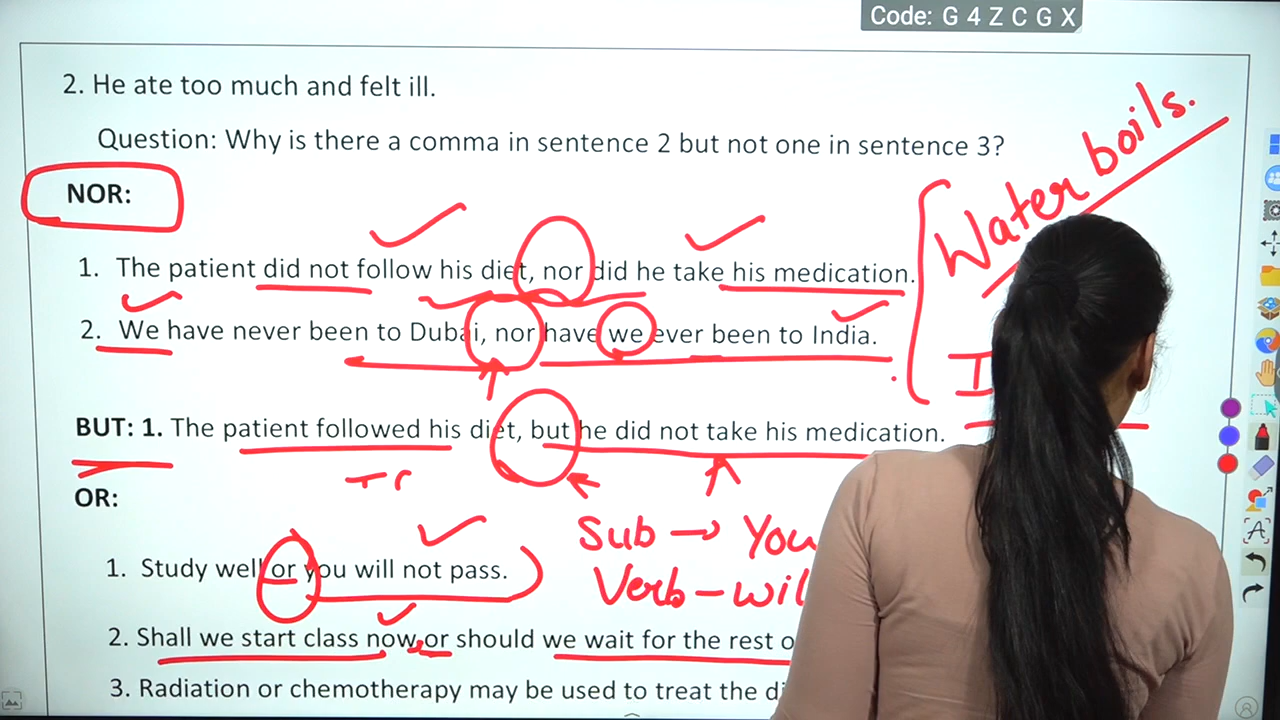 Code: G 4 Z C G X
2. He ate too much and felt ill.
Question: Why is there a comma in sentence 2 but not one in sentence 3?
NOR:
1. The patient did not follow his diet, nor did he take his medication.
2. We have never been to Dubai, nor have we ever been to India.
Water boils.
I
BUT: 1. The patient followed his diet, but he did not take his medication.
OR:
Sub → You
1. Study well or you will not pass.
Verb –
2. Shall we start class now, or should we wait for the rest
3. Radiation or chemotherapy may be used to treat the